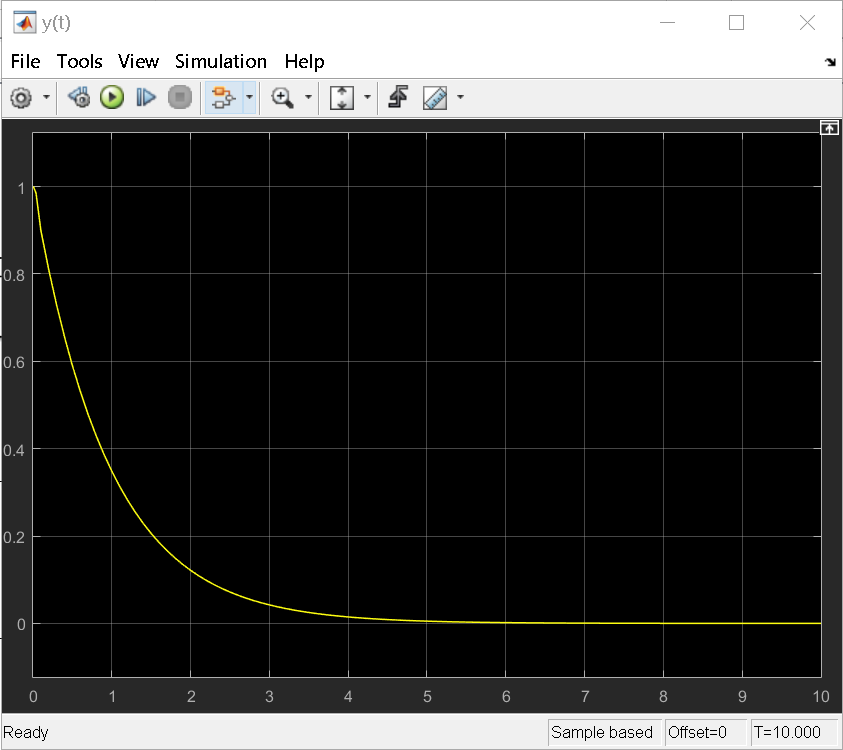 y(t)
File Tools View Simulation Help
1
0.8
0.6
0.4
0.2
0
0 1 2 3 4 5 6 7 8 9 10
Ready Sample based Offset=0 T=10.000